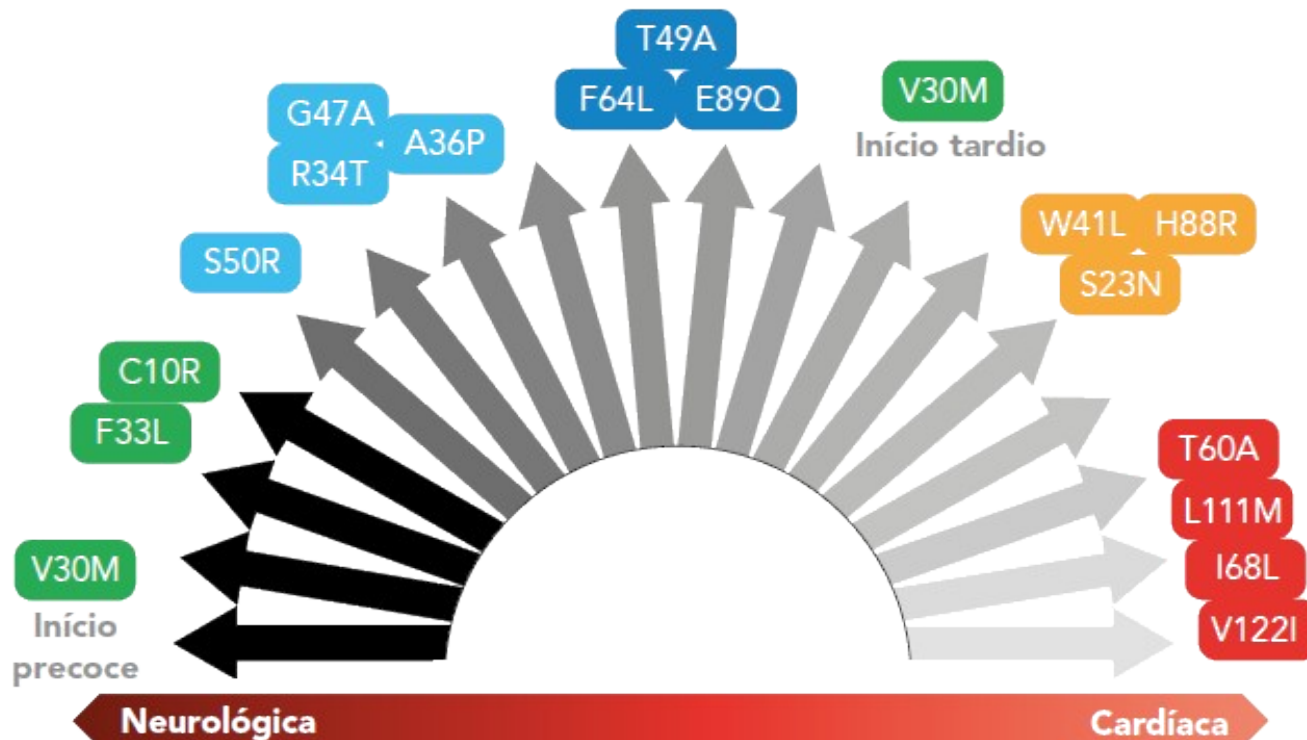 T49A
F64L E89Q
V30M
Início tardio
G47A
A36P
R34T
W41L H88R
S23N
S50R
C10R
F33L
T60A
L111M
I68L
V122I
V30M
Início
precoce
Neurológica
Cardíaca